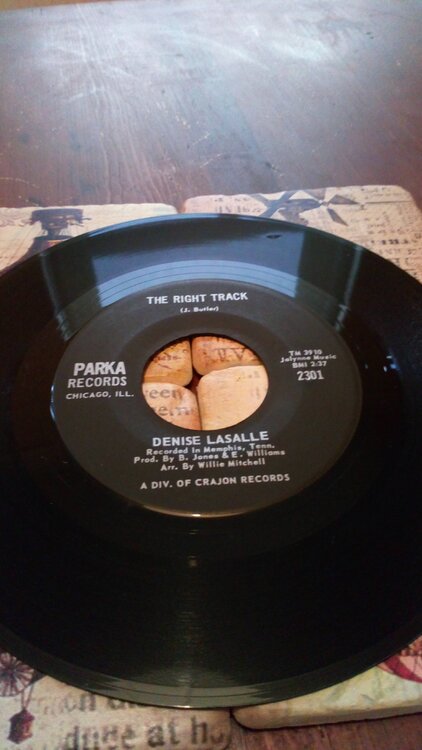 THE RIGHT TRACK
(J. Butler)
PARKA
RECORDS
CHICAGO, ILL.
TM 3910
Jalynne Music
BMI 2:37
2301
DENISE LASALLE
Recorded In Memphis, Tenn.
Prod. By B. Jones & E. Williams
Arr. By Willie Mitchell
A DIV. OF CRAJON RECORDS
at